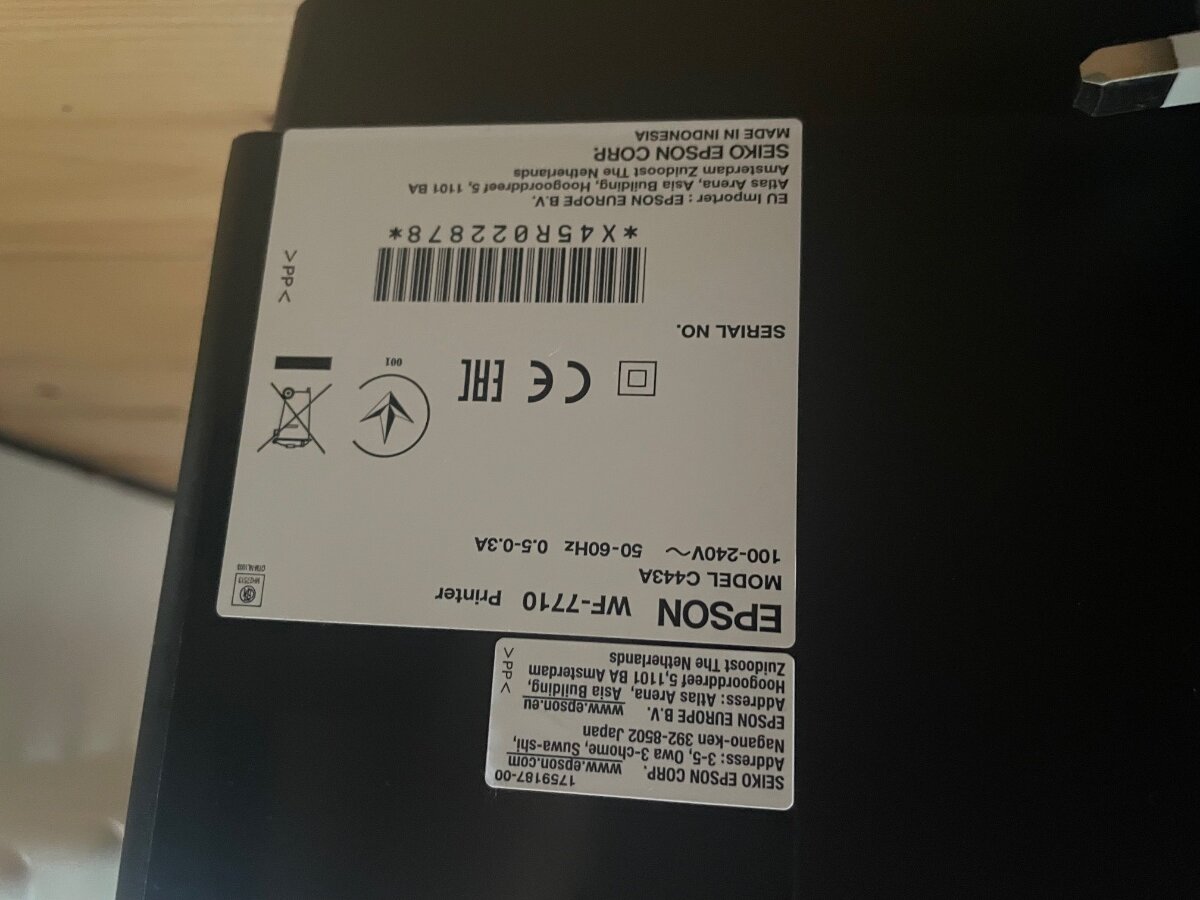 1759187-00
SEIKO EPSON CORP. www.epson.com
Address: 3-5, Owa 3-chome, Suwa-shi,
Nagano-ken 392-8502 Japan
EPSON EUROPE B.V. www.epson.eu
Address: Atlas Arena, Asia Building,
Hoogoorddreef 5,1101 BA Amsterdam
Zuidoost The Netherlands
>PP<
EPSON WF-7710 Printer
MODEL C443A
100-240V~ 50-60Hz 0.5-0.3A
CE EAC
001
SERIAL NO.
*X45R022878*
>PP<
EU Importer : EPSON EUROPE B.V.
Atlas Arena, Asia Building, Hoogoorddreef 5, 1101 BA
Amsterdam Zuidoost The Netherlands
SEIKO EPSON CORP.
MADE IN INDONESIA